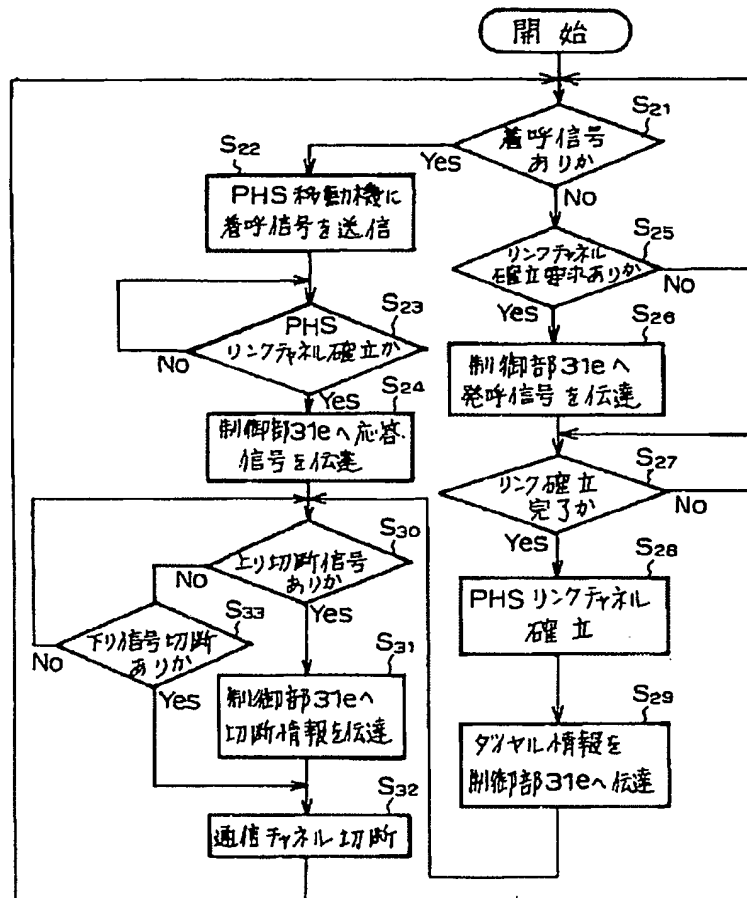 開始
S21
着呼信号
ありか
Yes
No
S22
PHS移動機に
着呼信号を送信
S23
PHS
リンクチャネル確立か
No
Yes
S24
制御部31eへ応答
信号を伝達
S25
リンクチャネル
確立要求ありか
No
Yes
S26
制御部31eへ
発呼信号を伝達
S27
リンク確立
完了か
No
Yes
S28
PHSリンクチャネル
確立
S29
ダイヤル情報を
制御部31eへ伝達
S30
上り切断信号
ありか
No
Yes
S33
下り信号切断
ありか
No
Yes
S31
制御部31eへ
切断情報を伝達
S32
通信チャネル切断